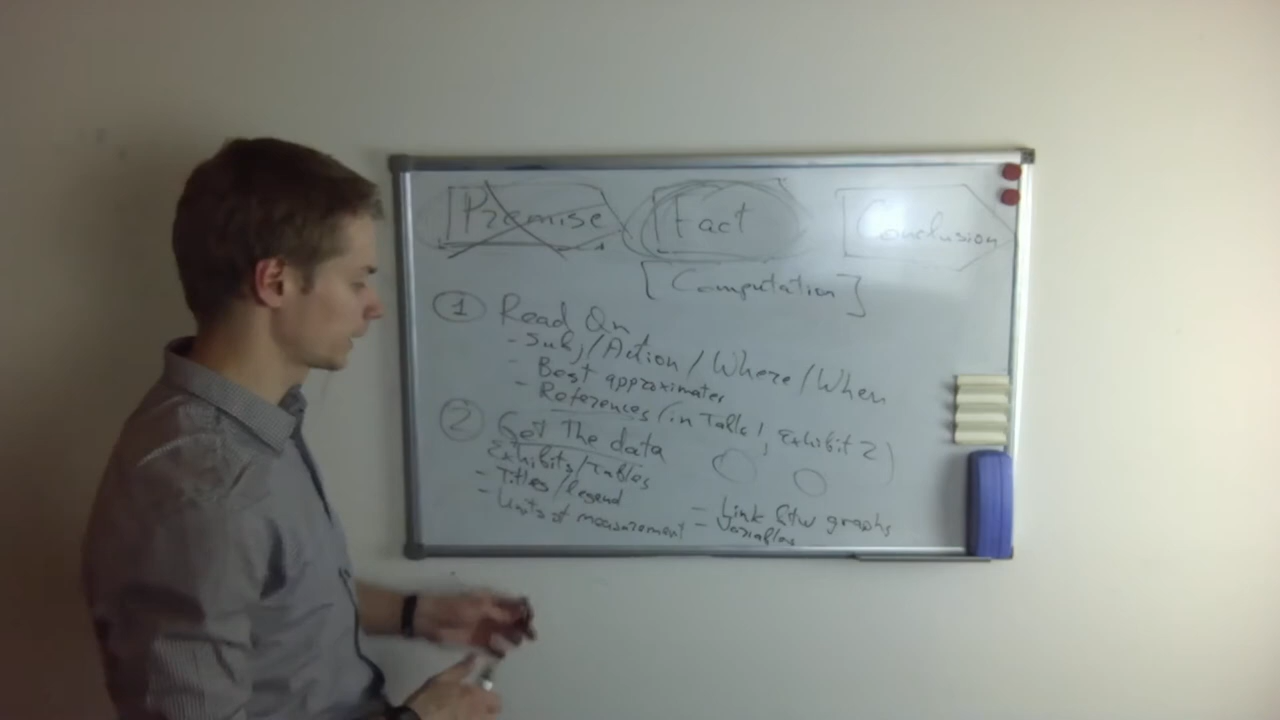 Premise Fact Conclusion
[Computation]
1 Read Qn
- Subj/Action/Where/When
- Best approximates
- References (in Table 1, Exhibit 2)
2 Get The data
Exhibits/Tables
- Titles/legend
- Units of measurement
- Link btw graphs
- Variables